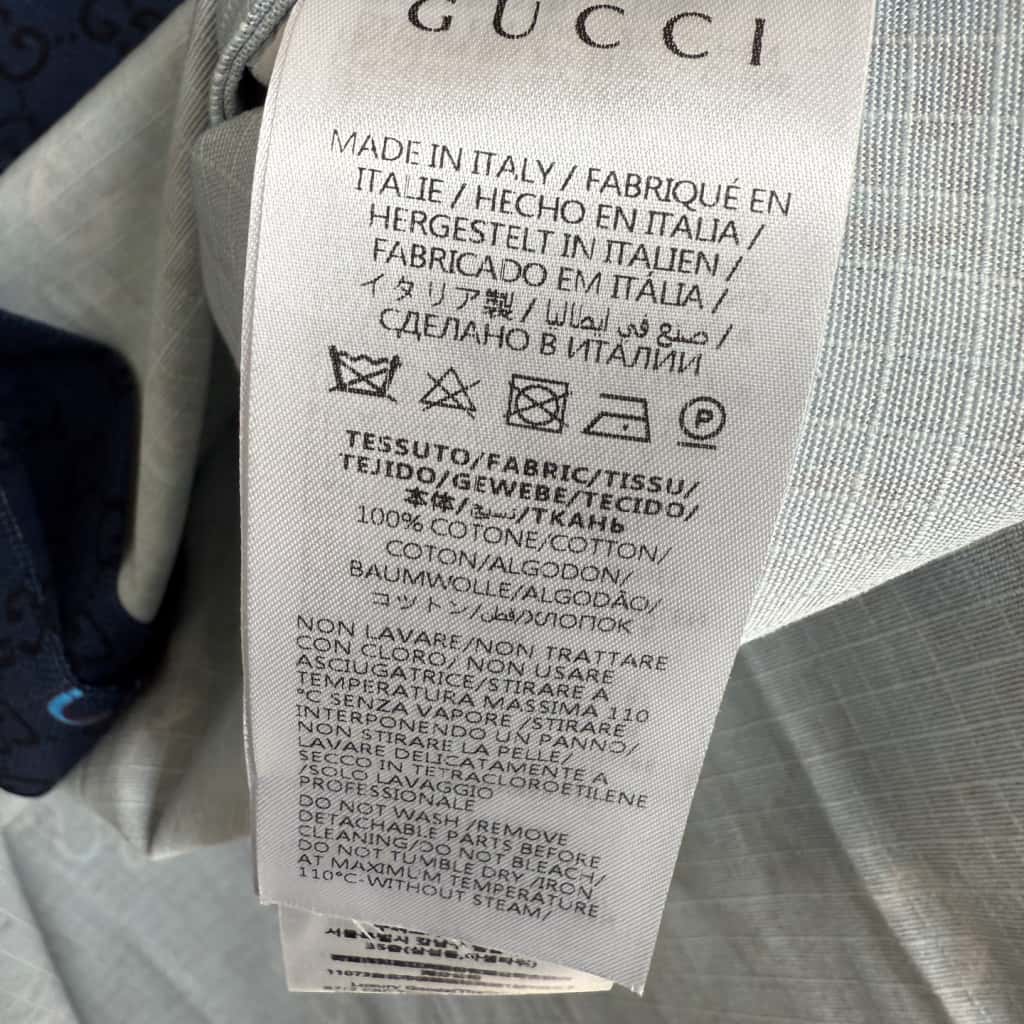 GUCCI
MADE IN ITALY / FABRIQUÉ EN
ITALIE / HECHO EN ITALIA /
HERGESTELT IN ITALIEN /
FABRICADO EM ITÁLIA /
イタリア製 / صنع في ايطاليا /
СДЕЛАНО В ИТАЛИИ
P
TESSUTO/FABRIC/TISSU/
TEJIDO/GEWEBE/TECIDO/
本体/نسيج/ТКАНЬ
100% COTONE/COTTON/
COTON/ALGODON/
BAUMWOLLE/ALGODÃO/
コットン/قطن/ХЛОПОК
NON LAVARE/NON TRATTARE
CON CLORO/ NON USARE
ASCIUGATRICE/STIRARE A
TEMPERATURA MASSIMA 110
°C SENZA VAPORE /STIRARE
INTERPONENDO UN PANNO/
NON STIRARE LA PELLE/
LAVARE DELICATAMENTE A
SECCO IN TETRACLOROETILENE
/SOLO LAVAGGIO
PROFESSIONALE
DO NOT WASH /REMOVE
DETACHABLE PARTS BEFORE
CLEANING/DO NOT BLEACH/
DO NOT TUMBLE DRY /IRON
AT MAXIMUM TEMPERATURE
110°C-WITHOUT STEAM/